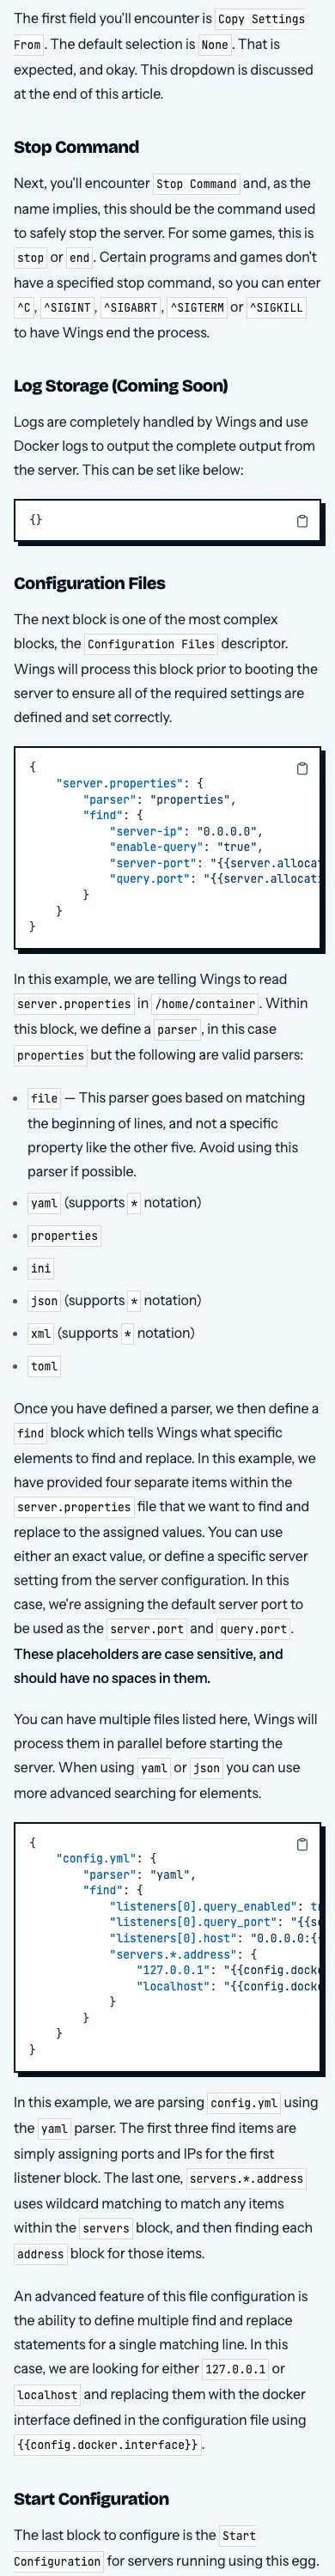 The first field you'll encounter is Copy Settings
From. The default selection is None. That is
expected, and okay. This dropdown is discussed
at the end of this article.
Stop Command
Next, you'll encounter Stop Command and, as the
name implies, this should be the command used
to safely stop the server. For some games, this is
stop or end. Certain programs and games don't
have a specified stop command, so you can enter
^C, ^SIGINT, ^SIGABRT, ^SIGTERM or ^SIGKILL
to have Wings end the process.
Log Storage (Coming Soon)
Logs are completely handled by Wings and use
Docker logs to output the complete output from
the server. This can be set like below:
{}
Configuration Files
The next block is one of the most complex
blocks, the Configuration Files descriptor.
Wings will process this block prior to booting the
server to ensure all of the required settings are
defined and set correctly.
{
    "server.properties": {
        "parser": "properties",
        "find": {
            "server-ip": "0.0.0.0",
            "enable-query": "true",
            "server-port": "{{server.allocat
            "query.port": "{{server.allocati
        }
    }
}
In this example, we are telling Wings to read
server.properties in /home/container. Within
this block, we define a parser, in this case
properties but the following are valid parsers:
• file — This parser goes based on matching
the beginning of lines, and not a specific
property like the other five. Avoid using this
parser if possible.
• yaml (supports * notation)
• properties
• ini
• json (supports * notation)
• xml (supports * notation)
• toml
Once you have defined a parser, we then define a
find block which tells Wings what specific
elements to find and replace. In this example, we
have provided four separate items within the
server.properties file that we want to find and
replace to the assigned values. You can use
either an exact value, or define a specific server
setting from the server configuration. In this
case, we're assigning the default server port to
be used as the server.port and query.port.
These placeholders are case sensitive, and
should have no spaces in them.
You can have multiple files listed here, Wings will
process them in parallel before starting the
server. When using yaml or json you can use
more advanced searching for elements.
{
    "config.yml": {
        "parser": "yaml",
        "find": {
            "listeners[0].query_enabled": tr
            "listeners[0].query_port": "{{se
            "listeners[0].host": "0.0.0.0:{
            "servers.*.address": {
                "127.0.0.1": "{{config.docke
                "localhost": "{{config.docke
            }
        }
    }
}
In this example, we are parsing config.yml using
the yaml parser. The first three find items are
simply assigning ports and IPs for the first
listener block. The last one, servers.*.address
uses wildcard matching to match any items
within the servers block, and then finding each
address block for those items.
An advanced feature of this file configuration is
the ability to define multiple find and replace
statements for a single matching line. In this
case, we are looking for either 127.0.0.1 or
localhost and replacing them with the docker
interface defined in the configuration file using
{{config.docker.interface}}.
Start Configuration
The last block to configure is the Start
Configuration for servers running using this egg.